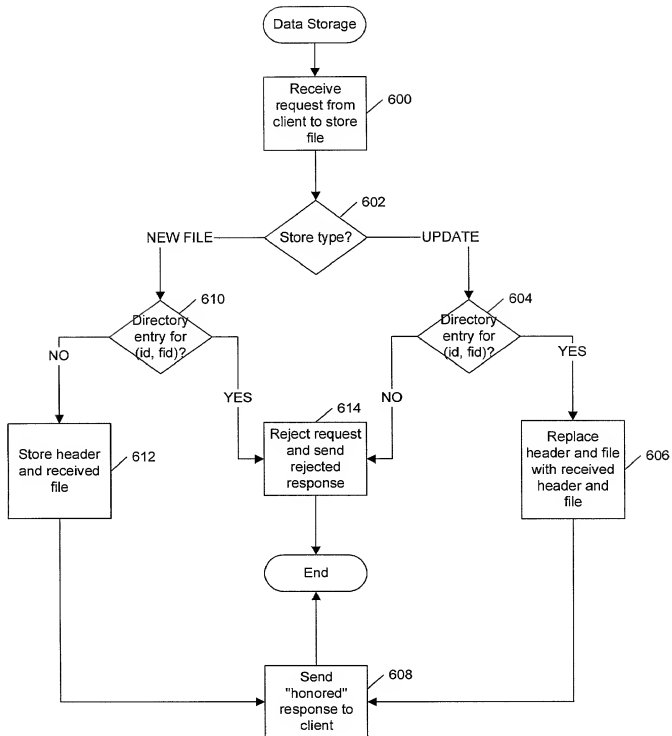 Data Storage
Receive
request from
client to store
file
600
602
Store type?
NEW FILE
UPDATE
610
Directory
entry for
(id, fid)?
604
Directory
entry for
(id, fid)?
NO
YES
NO
YES
614
Reject request
and send
rejected
response
Store header
and received
file
612
Replace
header and file
with received
header and
file
606
End
Send
"honored"
response to
client
608